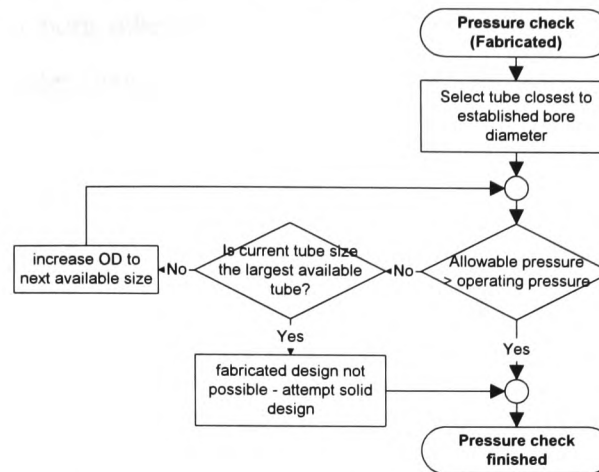 Pressure check
(Fabricated)
Select tube closest to
established bore
diameter
Allowable pressure
> operating pressure
No
Is current tube size
the largest available
tube?
No
increase OD to
next available size
Yes
fabricated design not
possible - attempt solid
design
Yes
Pressure check
finished